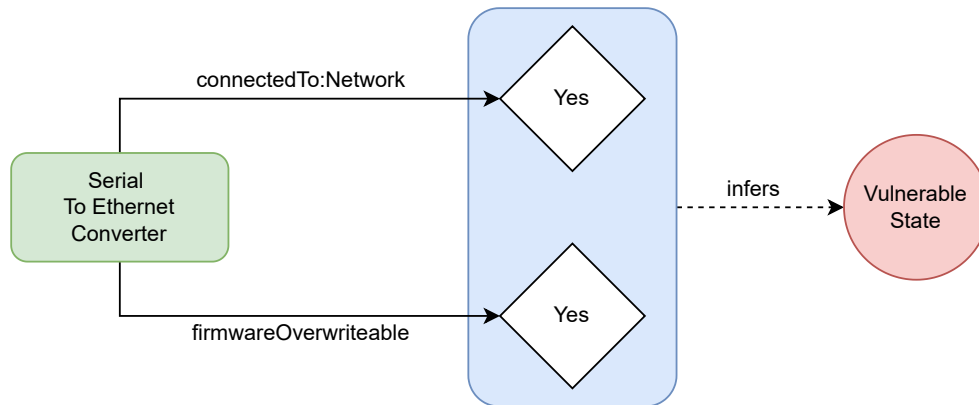 connectedTo:Network
Yes
Serial
To Ethernet
Converter
infers
Vulnerable
State
Yes
firmwareOverwriteable